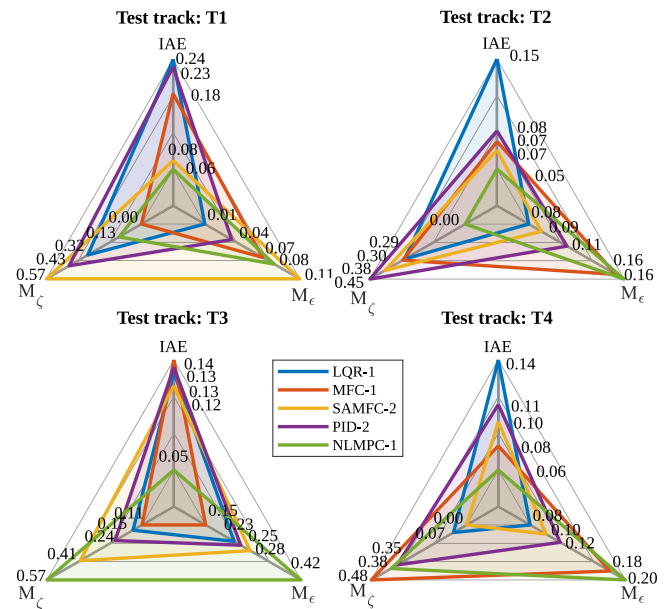 Test track: T1
IAE
0.24
0.23
0.18
0.08
0.06
0.00
0.01
0.13
0.04
0.32
0.07
0.43
0.08
0.57
0.11
Mζ
Mϵ
Test track: T2
IAE
0.15
0.08
0.07
0.07
0.05
0.00
0.08
0.09
0.29
0.11
0.30
0.38
0.16
0.45
0.16
Mζ
Mϵ
Test track: T3
IAE
0.14
0.13
0.13
0.12
0.05
0.11
0.15
0.15
0.23
0.24
0.25
0.41
0.28
0.42
0.57
Mζ
Mϵ
LQR-1
MFC-1
SAMFC-2
PID-2
NLMPC-1
Test track: T4
IAE
0.14
0.11
0.10
0.08
0.06
0.00
0.08
0.07
0.10
0.35
0.12
0.38
0.18
0.48
0.20
Mζ
Mϵ